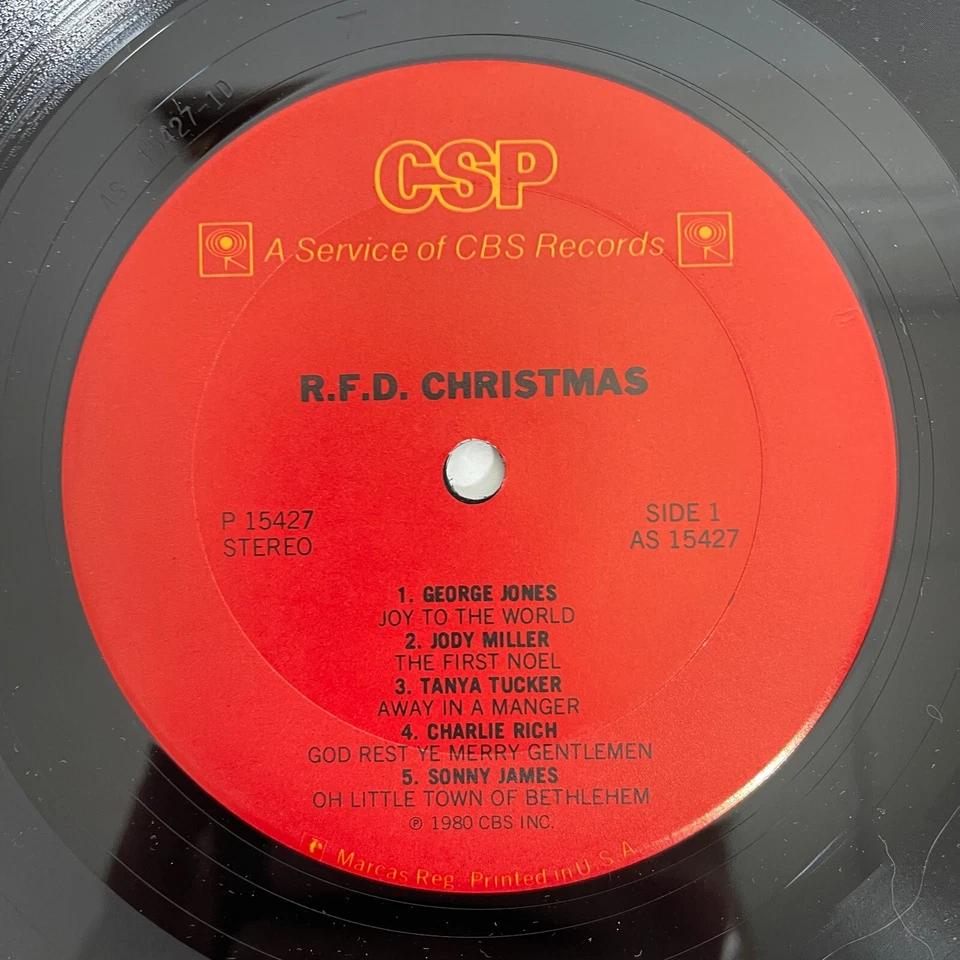 CSP
A Service of CBS Records
R.F.D. CHRISTMAS
P 15427
STEREO
SIDE 1
AS 15427
1. GEORGE JONES
JOY TO THE WORLD
2. JODY MILLER
THE FIRST NOEL
3. TANYA TUCKER
AWAY IN A MANGER
4. CHARLIE RICH
GOD REST YE MERRY GENTLEMEN
5. SONNY JAMES
OH LITTLE TOWN OF BETHLEHEM
℗ 1980 CBS INC.
Marcas Reg. Printed in U.S.A.